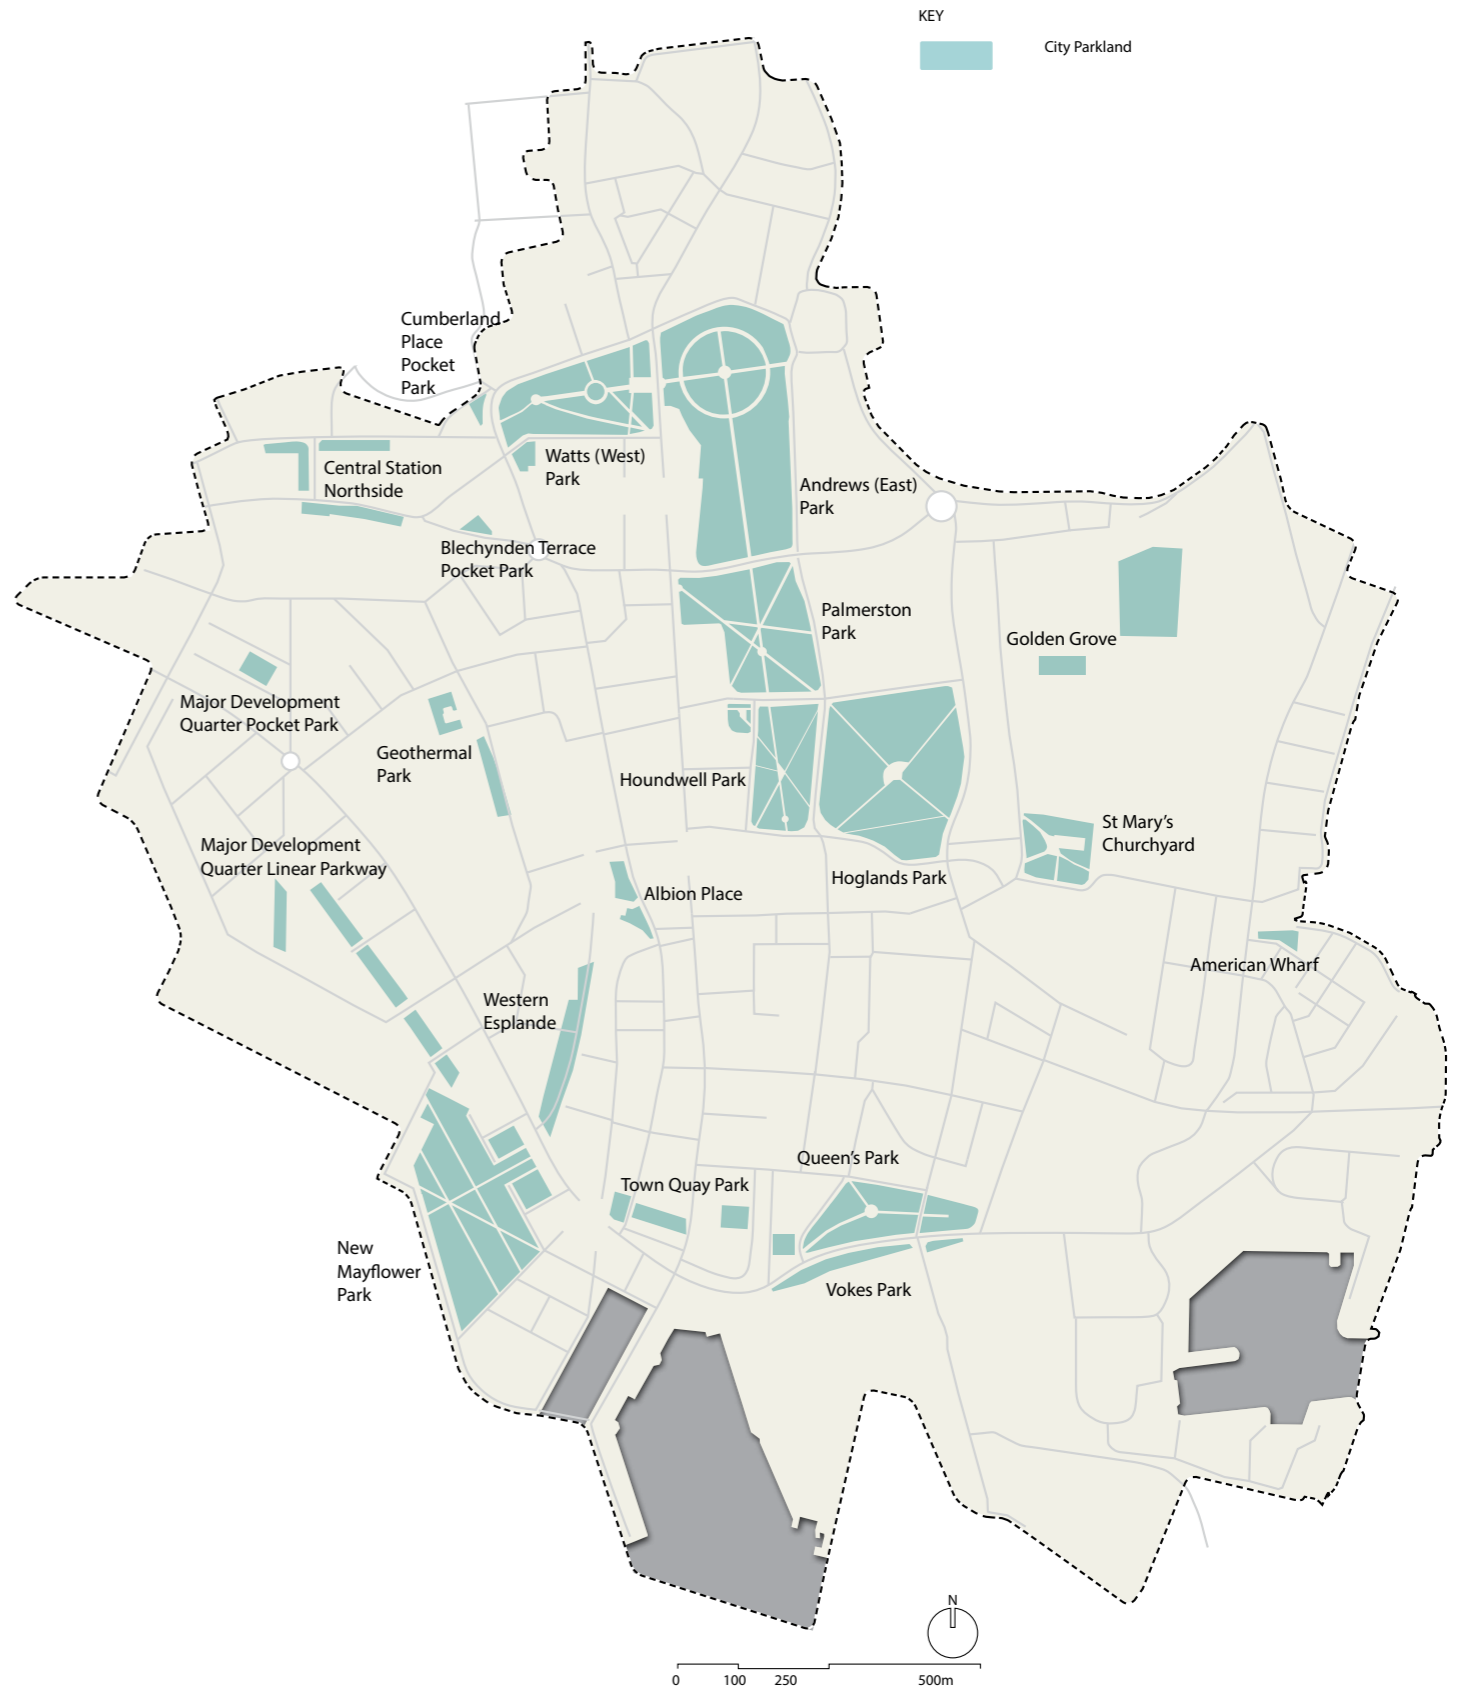 KEY
City Parkland
Cumberland
Place
Pocket
Park
Watts (West)
Park
Central Station
Northside
Andrews (East)
Park
Blechynden Terrace
Pocket Park
Palmerston
Park
Golden Grove
Major Development
Quarter Pocket Park
Geothermal
Park
Houndwell Park
St Mary's
Churchyard
Major Development
Quarter Linear Parkway
Hoglands Park
Albion Place
American Wharf
Western
Esplande
Queen's Park
Town Quay Park
New
Mayflower
Park
Vokes Park
N
0 100 250 500m